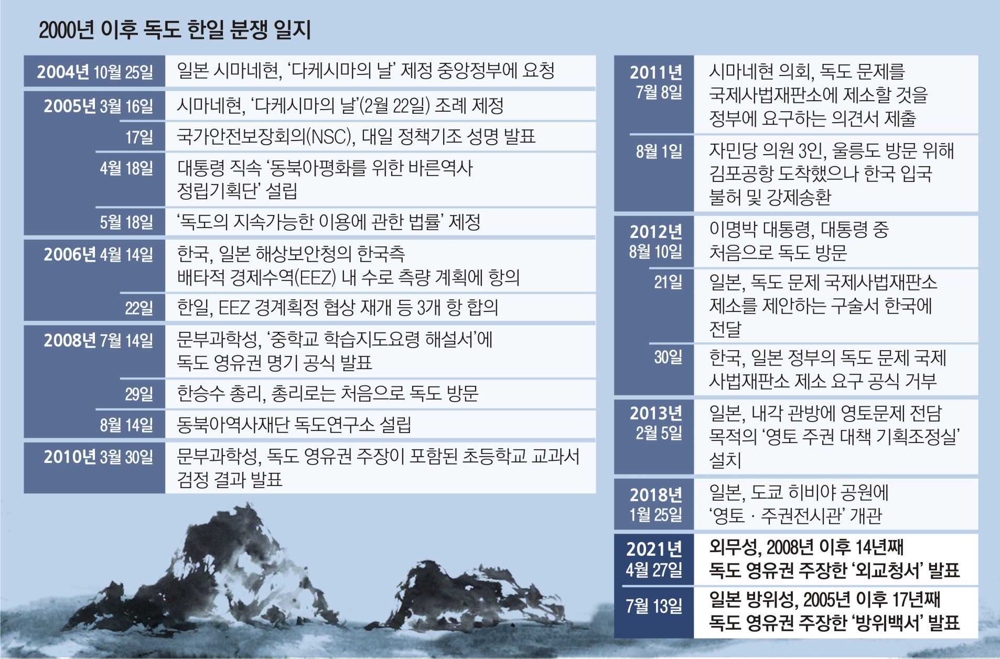 2000년 이후 독도 한일 분쟁 일지
2004년 10월 25일
일본 시마네현, ‘다케시마의 날’ 제정 중앙정부에 요청
2005년 3월 16일
시마네현, ‘다케시마의 날’(2월 22일) 조례 제정
17일
국가안전보장회의(NSC), 대일 정책기조 성명 발표
4월 18일
대통령 직속 ‘동북아평화를 위한 바른역사
정립기획단’ 설립
5월 18일
‘독도의 지속가능한 이용에 관한 법률’ 제정
2006년 4월 14일
한국, 일본 해상보안청의 한국측
배타적 경제수역(EEZ) 내 수로 측량 계획에 항의
22일
한일, EEZ 경계획정 협상 재개 등 3개 항 합의
2008년 7월 14일
문부과학성, ‘중학교 학습지도요령 해설서’에
독도 영유권 명기 공식 발표
29일
한승수 총리, 총리로는 처음으로 독도 방문
8월 14일
동북아역사재단 독도연구소 설립
2010년 3월 30일
문부과학성, 독도 영유권 주장이 포함된 초등학교 교과서
검정 결과 발표
2011년
7월 8일
시마네현 의회, 독도 문제를
국제사법재판소에 제소할 것을
정부에 요구하는 의견서 제출
8월 1일
자민당 의원 3인, 울릉도 방문 위해
김포공항 도착했으나 한국 입국
불허 및 강제송환
2012년
8월 10일
이명박 대통령, 대통령 중
처음으로 독도 방문
21일
일본, 독도 문제 국제사법재판소
제소를 제안하는 구술서 한국에
전달
30일
한국, 일본 정부의 독도 문제 국제
사법재판소 제소 요구 공식 거부
2013년
2월 5일
일본, 내각 관방에 영토문제 전담
목적의 ‘영토 주권 대책 기획조정실’
설치
2018년
1월 25일
일본, 도쿄 히비야 공원에
‘영토 · 주권전시관’ 개관
2021년
4월 27일
외무성, 2008년 이후 14년째
독도 영유권 주장한 ‘외교청서’ 발표
7월 13일
일본 방위성, 2005년 이후 17년째
독도 영유권 주장한 ‘방위백서’ 발표